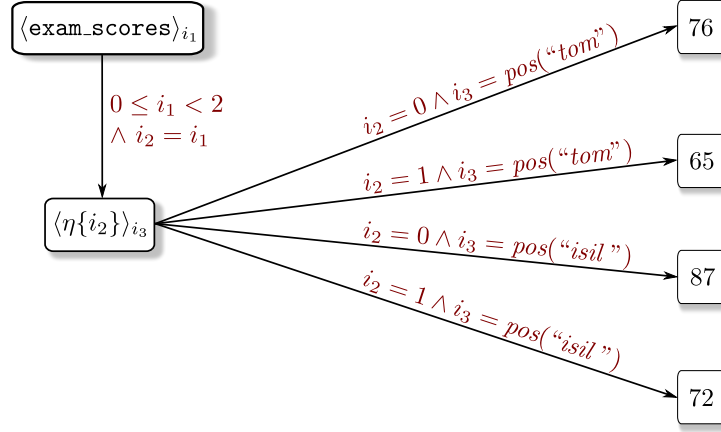 ⟨exam_scores⟩i₁
0 ≤ i₁ < 2
∧ i₂ = i₁
⟨η{i₂}⟩i₃
i₂ = 0 ∧ i₃ = pos(“tom”)
76
i₂ = 1 ∧ i₃ = pos(“tom”)
65
i₂ = 0 ∧ i₃ = pos(“isil”)
87
i₂ = 1 ∧ i₃ = pos(“isil”)
72